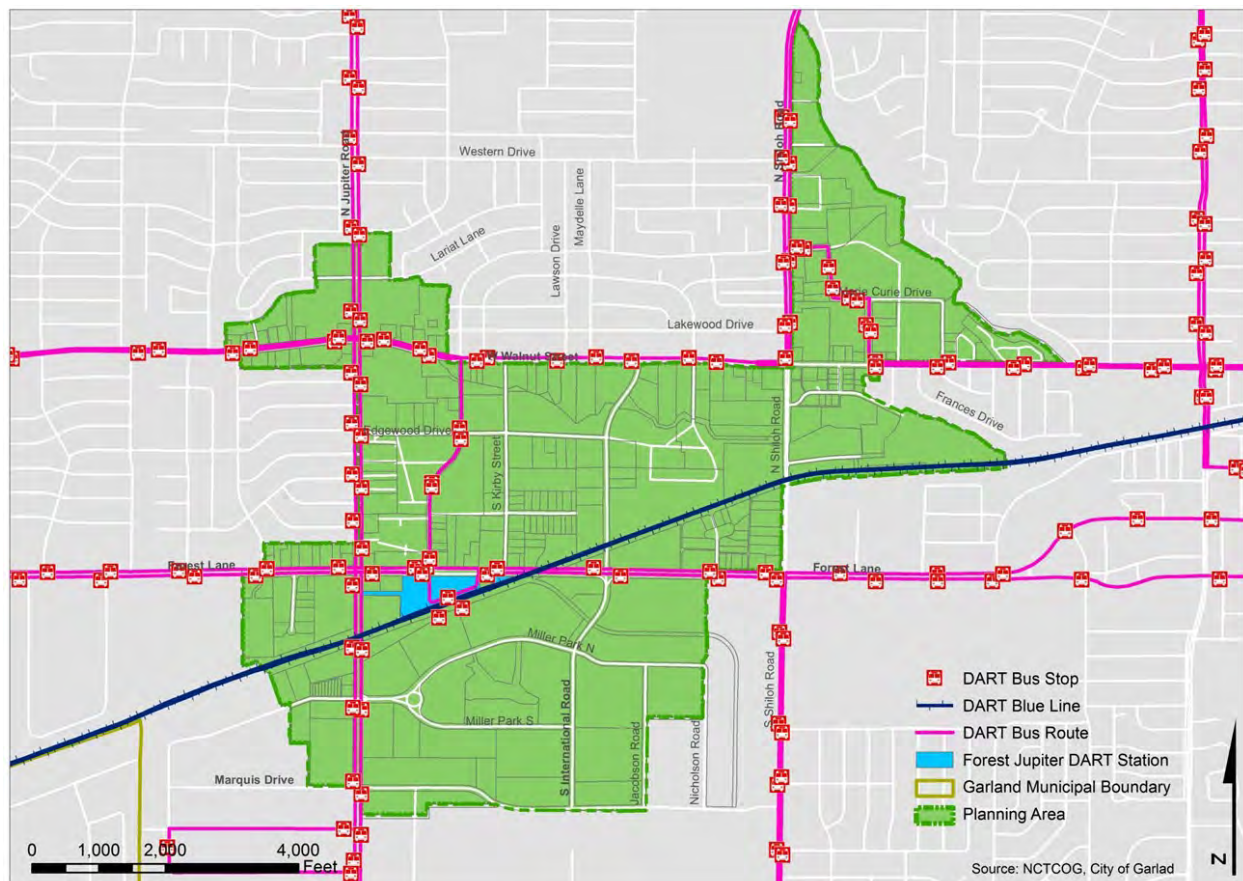 N Jupiter Road
Western Drive
Maydelle Lane
Lariat Lane
Lawson Drive
N Shiloh Road
Curie Drive
Lakewood Drive
Walnut Street
Frances Drive
Edgewood Drive
S Kirby Street
N Shiloh Road
Forest Lane
Forest Lane
Miller Park N
S International Road
Miller Park S
S Shiloh Road
Jacobson Road
Nicholson Road
Marquis Drive
DART Bus Stop
DART Blue Line
DART Bus Route
Forest Jupiter DART Station
Garland Municipal Boundary
Planning Area
0 1,000 2,000 4,000
Feet
Source: NCTCOG, City of Garlad
N